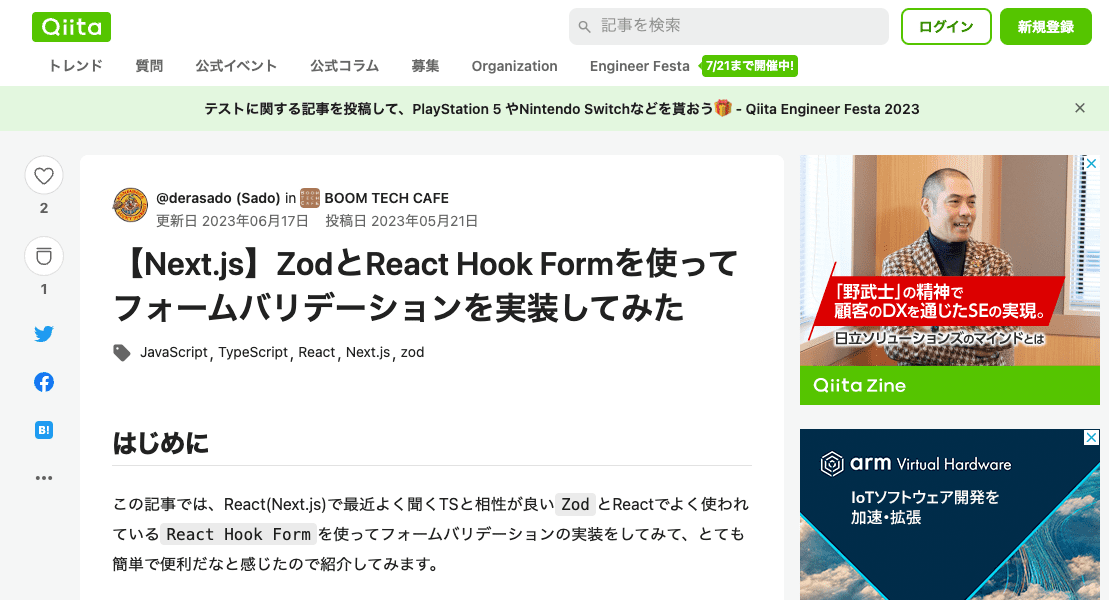 Qiita
記事を検索
ログイン
新規登録
トレンド
質問
公式イベント
公式コラム
募集
Organization
Engineer Festa
7/21まで開催中!
テストに関する記事を投稿して、PlayStation 5 やNintendo Switchなどを貰おう🎁 - Qiita Engineer Festa 2023
2
1
B!
@derasado (Sado) in BOOM TECH CAFE
更新日 2023年06月17日 投稿日 2023年05月21日
【Next.js】ZodとReact Hook Formを使って
フォームバリデーションを実装してみた
JavaScript, TypeScript, React, Next.js, zod
はじめに
この記事では、React(Next.js)で最近よく聞くTSと相性が良い Zod とReactでよく使われ
ている React Hook Form を使ってフォームバリデーションの実装をしてみて、とても
簡単で便利だなと感じたので紹介してみます。
「野武士」の精神で
顧客のDXを通じたSEの実現。
日立ソリューションズのマインドとは
Qiita Zine
arm Virtual Hardware
IoTソフトウェア開発を
加速・拡張